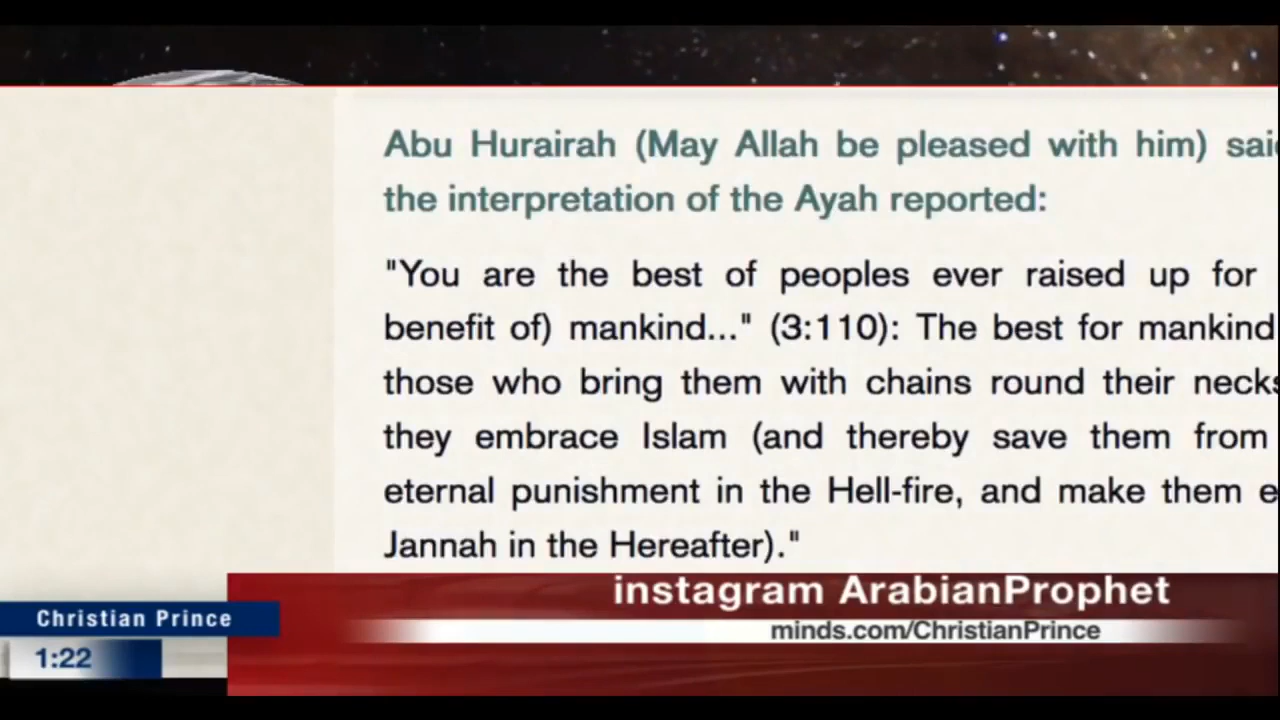 Abu Hurairah (May Allah be pleased with him) said
the interpretation of the Ayah reported:
"You are the best of peoples ever raised up for
benefit of) mankind..." (3:110): The best for mankind
those who bring them with chains round their necks
they embrace Islam (and thereby save them from
eternal punishment in the Hell-fire, and make them
Jannah in the Hereafter)."
instagram ArabianProphet
Christian Prince
minds.com/ChristianPrince
1:22